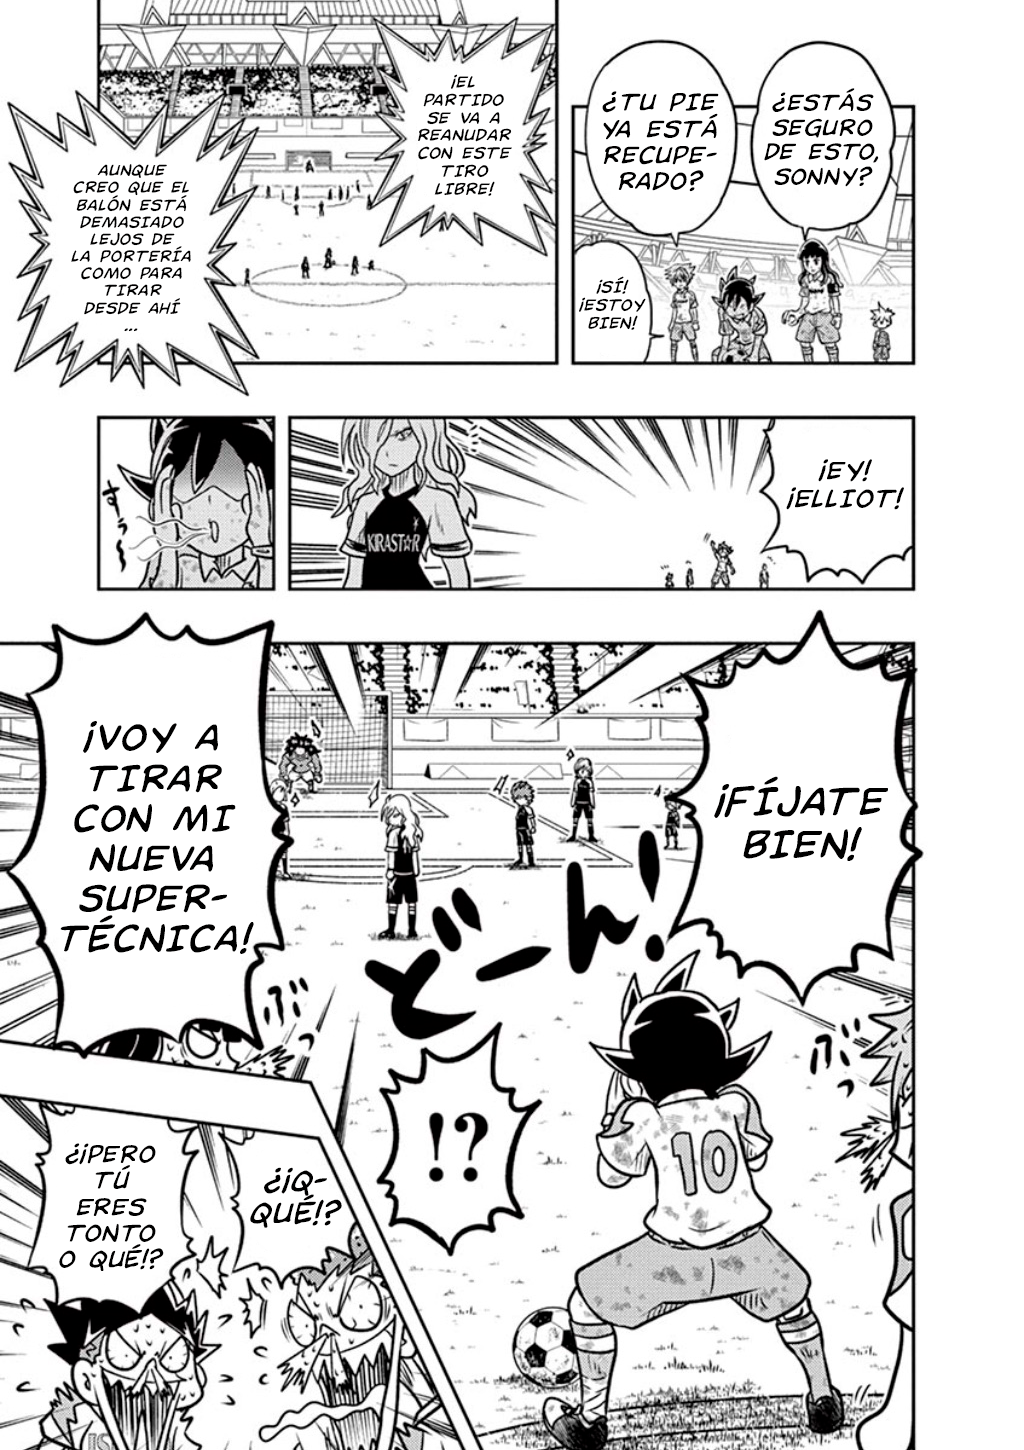 ¿ESTÁS
SEGURO
DE ESTO,
SONNY?
¿TU PIE
YA ESTÁ
RECUPE-
RADO?
¡SÍ!
¡ESTOY
BIEN!
¡EL
PARTIDO
SE VA A
REANUDAR
CON ESTE
TIRO
LIBRE!
AUNQUE
CREO QUE EL
BALÓN ESTÁ
DEMASIADO
LEJOS DE
LA PORTERÍA
COMO PARA
TIRAR
DESDE AHÍ
...
¡EY!
¡ELLIOT!
KIRAST☆R
すぅ〜
¡FÍJATE
BIEN!
¡VOY A
TIRAR
CON MI
NUEVA
SUPER-
TÉCNICA!
どーん!
ぶふ
ぶふ
!?
10
¿¡Q-
QUÉ!?
¿¡PERO
TÚ
ERES
TONTO
O QUÉ!?